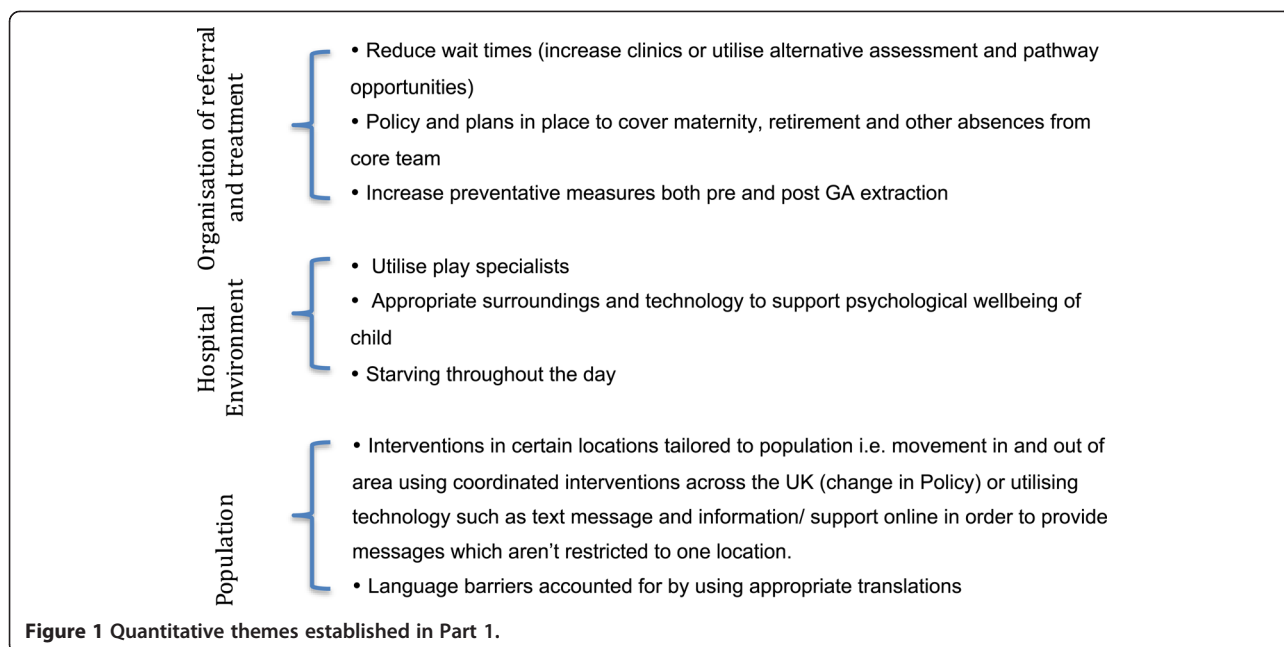 Organisation of referral
and treatment
• Reduce wait times (increase clinics or utilise alternative assessment and pathway
opportunities)
• Policy and plans in place to cover maternity, retirement and other absences from
core team
• Increase preventative measures both pre and post GA extraction
Hospital
Environment
• Utilise play specialists
• Appropriate surroundings and technology to support psychological wellbeing of
child
• Starving throughout the day
Population
• Interventions in certain locations tailored to population i.e. movement in and out of
area using coordinated interventions across the UK (change in Policy) or utilising
technology such as text message and information/ support online in order to provide
messages which aren’t restricted to one location.
• Language barriers accounted for by using appropriate translations
Figure 1 Quantitative themes established in Part 1.